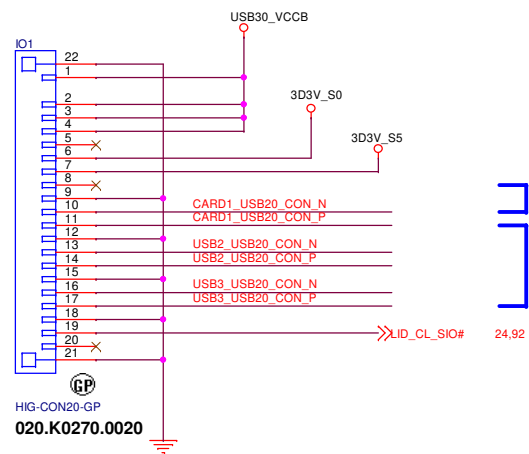 USB30_VCCB
IO1
22
1
3D3V_S0
2
3
4
3D3V_S5
5
6
7
8
9
10 CARD1_USB20_CON_N
11 CARD1_USB20_CON_P
12
13 USB2_USB20_CON_N
14 USB2_USB20_CON_P
15
16 USB3_USB20_CON_N
17 USB3_USB20_CON_P
18
19 LID_CL_SIO# 24,92
20
21
GP
HIG-CON20-GP
020.K0270.0020